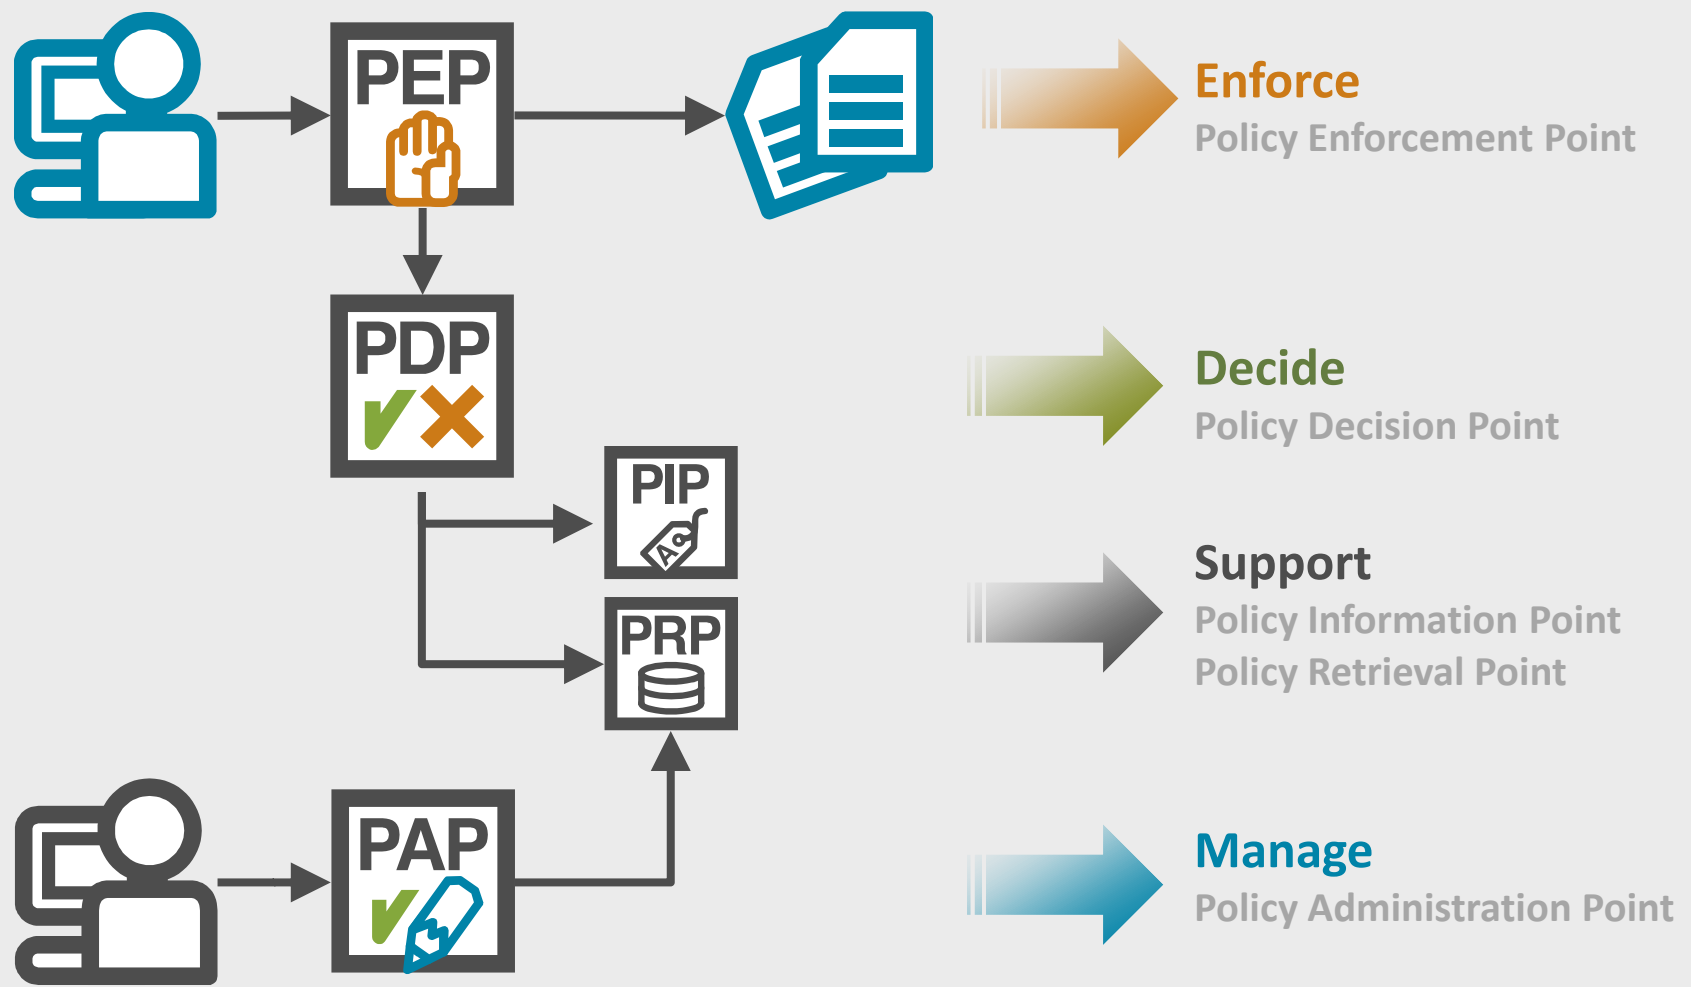 PEP
Enforce
Policy Enforcement Point
PDP
Decide
Policy Decision Point
PIP
A
Support
Policy Information Point
PRP
Policy Retrieval Point
PAP
Manage
Policy Administration Point